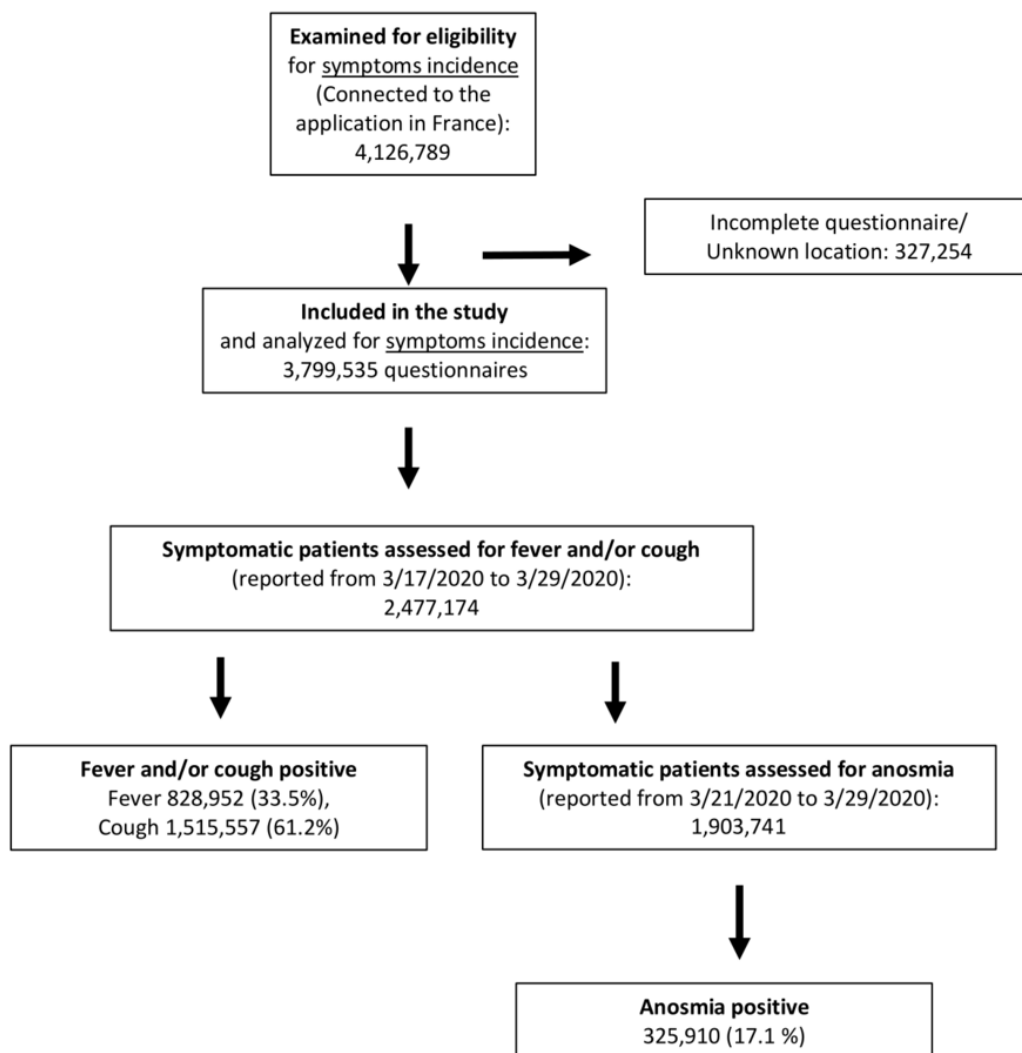 Examined for eligibility
for symptoms incidence
(Connected to the
application in France):
4,126,789
Incomplete questionnaire/
Unknown location: 327,254
Included in the study
and analyzed for symptoms incidence:
3,799,535 questionnaires
Symptomatic patients assessed for fever and/or cough
(reported from 3/17/2020 to 3/29/2020):
2,477,174
Fever and/or cough positive
Fever 828,952 (33.5%),
Cough 1,515,557 (61.2%)
Symptomatic patients assessed for anosmia
(reported from 3/21/2020 to 3/29/2020):
1,903,741
Anosmia positive
325,910 (17.1 %)